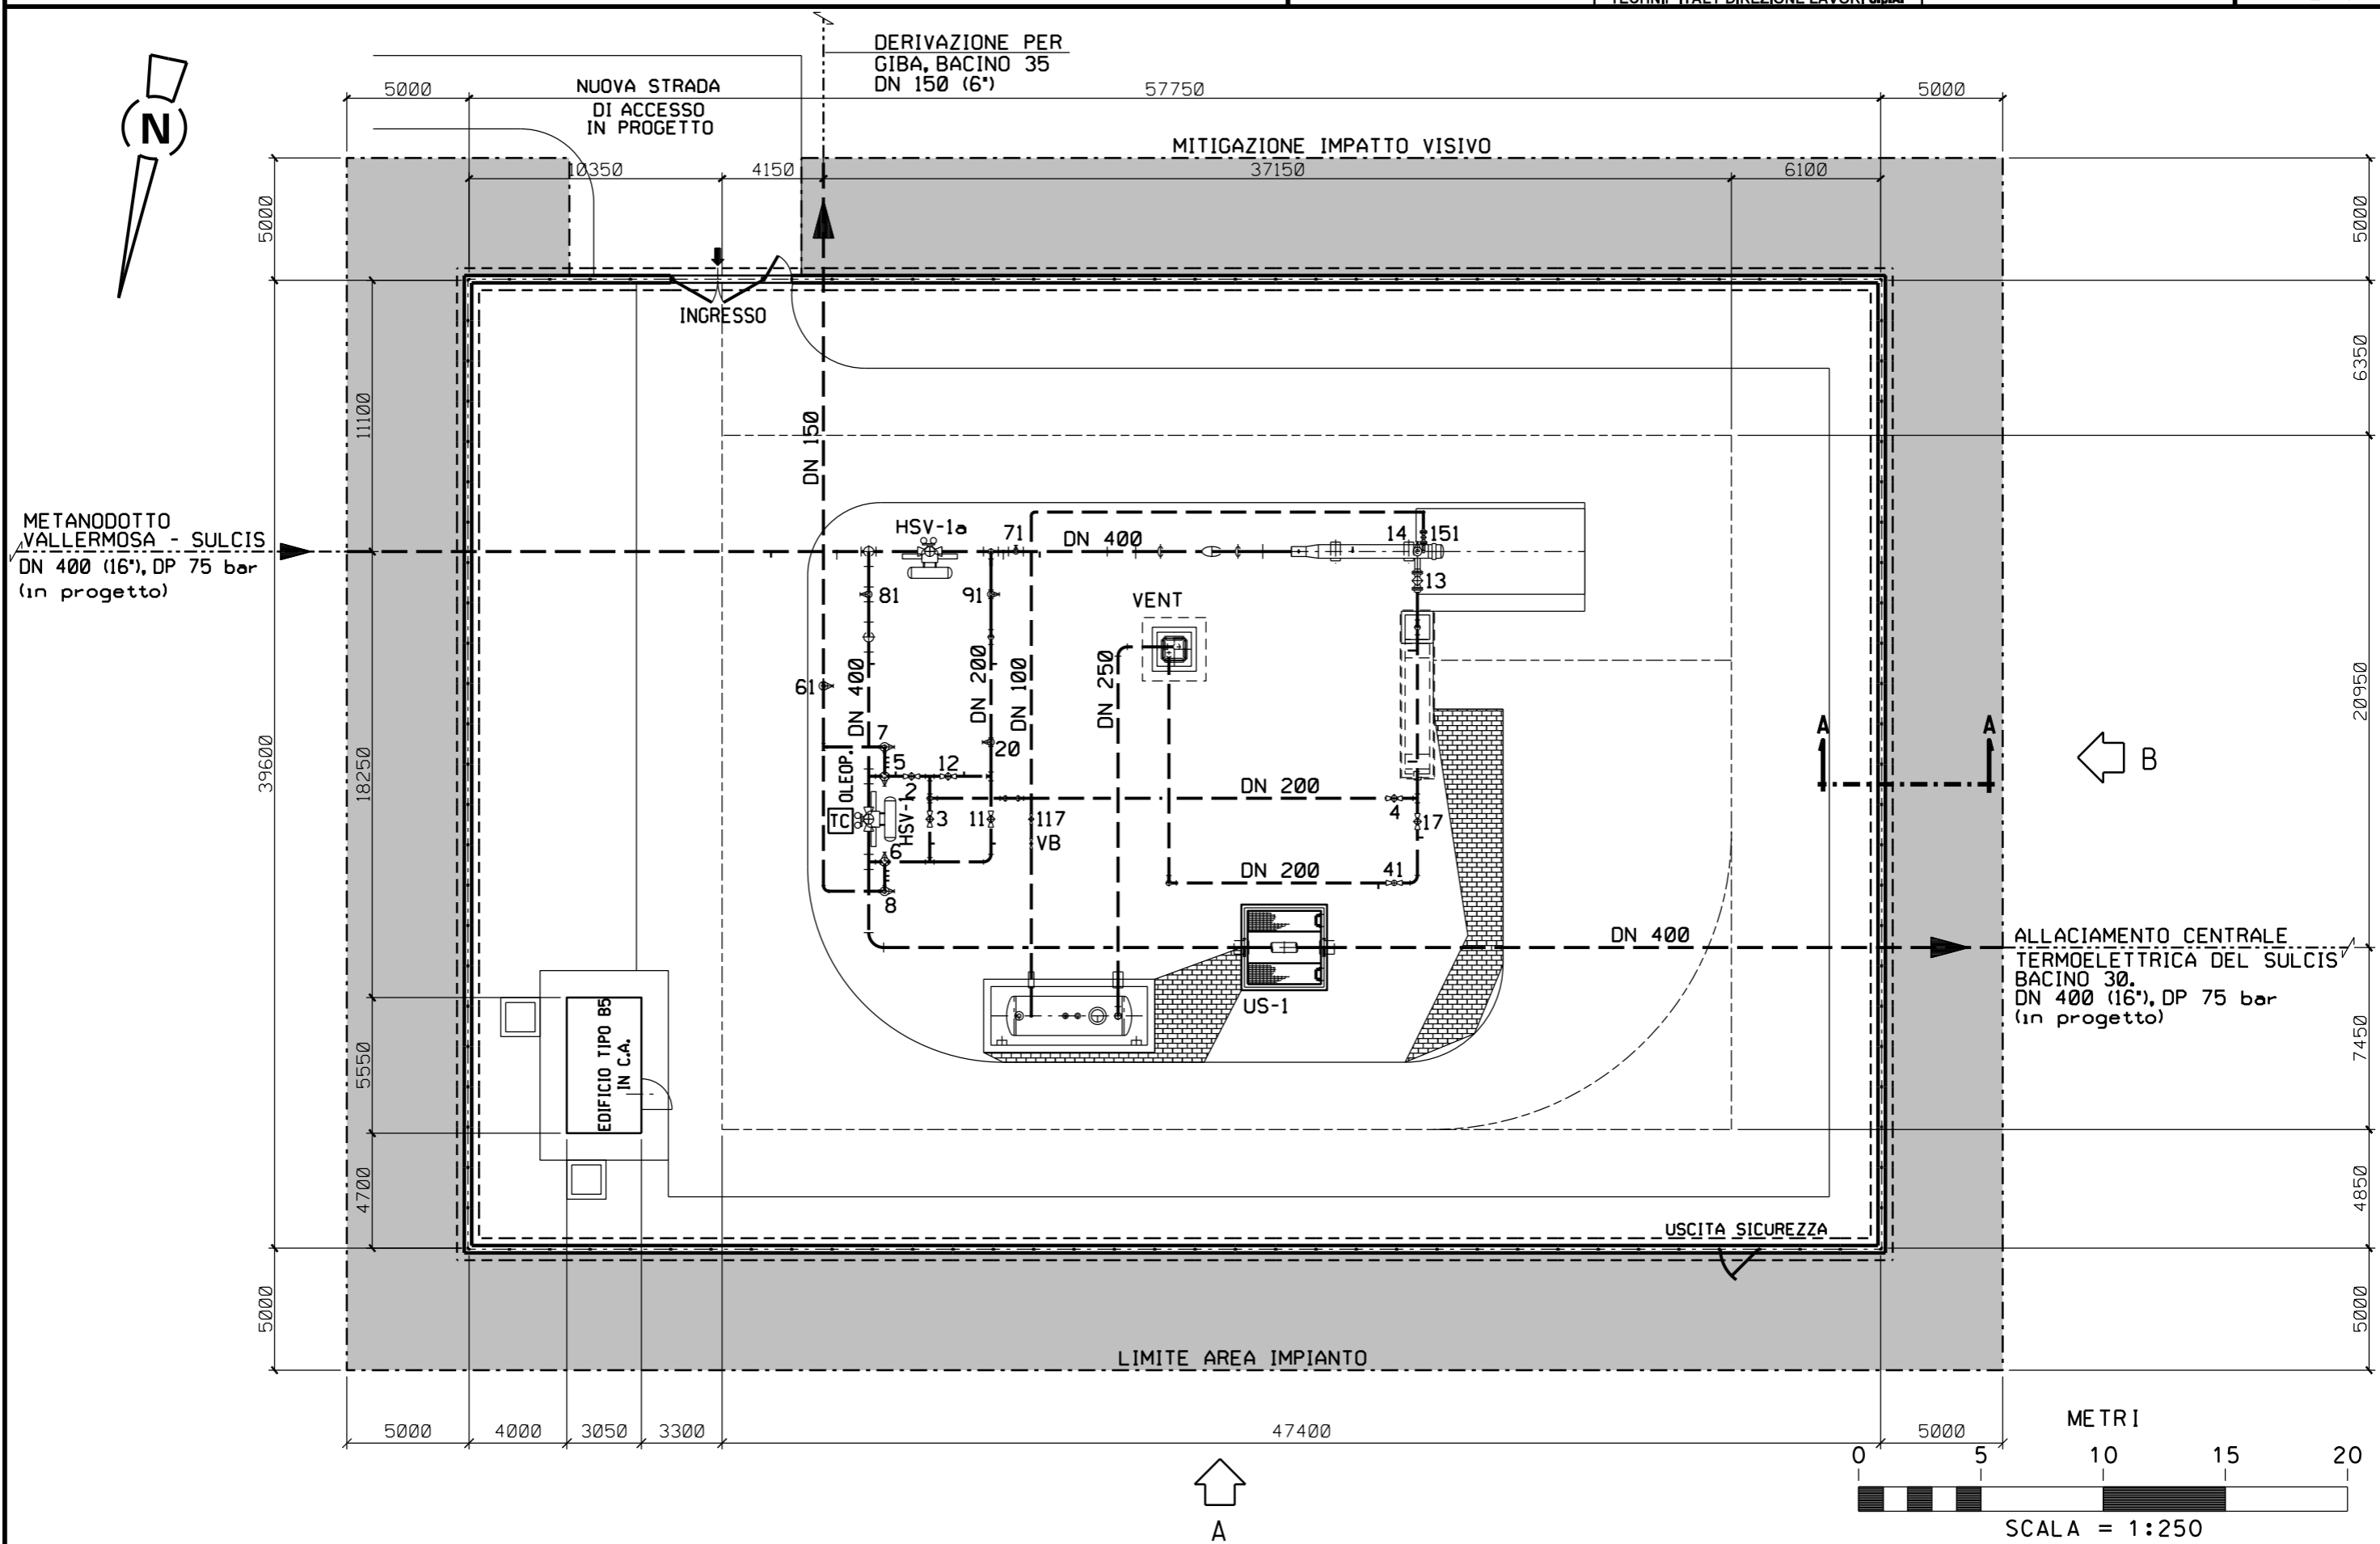 DERIVAZIONE PER
GIBA, BACINO 35
DN 150 (6")
NUOVA STRADA
DI ACCESSO
IN PROGETTO
5000
57750
5000
(N)
MITIGAZIONE IMPATTO VISIVO
10350
4150
37150
6100
5000
5000
INGRESSO
11100
6350
DN 150
METANODOTTO
VALLERMOSA - SULCIS
DN 400 (16"), DP 75 bar
(in progetto)
HSV-1a
71
DN 400
14
151
13
81
91
VENT
61
DN 400
DN 200
DN 100
DN 250
20950
39600
18250
7
20
5
12
OLEOP.
2
DN 200
A
A
B
TC
HSV-1
3
11
117
4
17
VB
6
DN 200
41
8
DN 400
ALLACIAMENTO CENTRALE
TERMOELETTRICA DEL SULCIS
BACINO 30.
DN 400 (16"), DP 75 bar
(in progetto)
US-1
EDIFICIO TIPO B5
IN C.A.
5550
7450
4700
4850
USCITA SICUREZZA
5000
5000
LIMITE AREA IMPIANTO
5000
4000
3050
3300
47400
5000
METRI
0
5
10
15
20
A
SCALA = 1:250